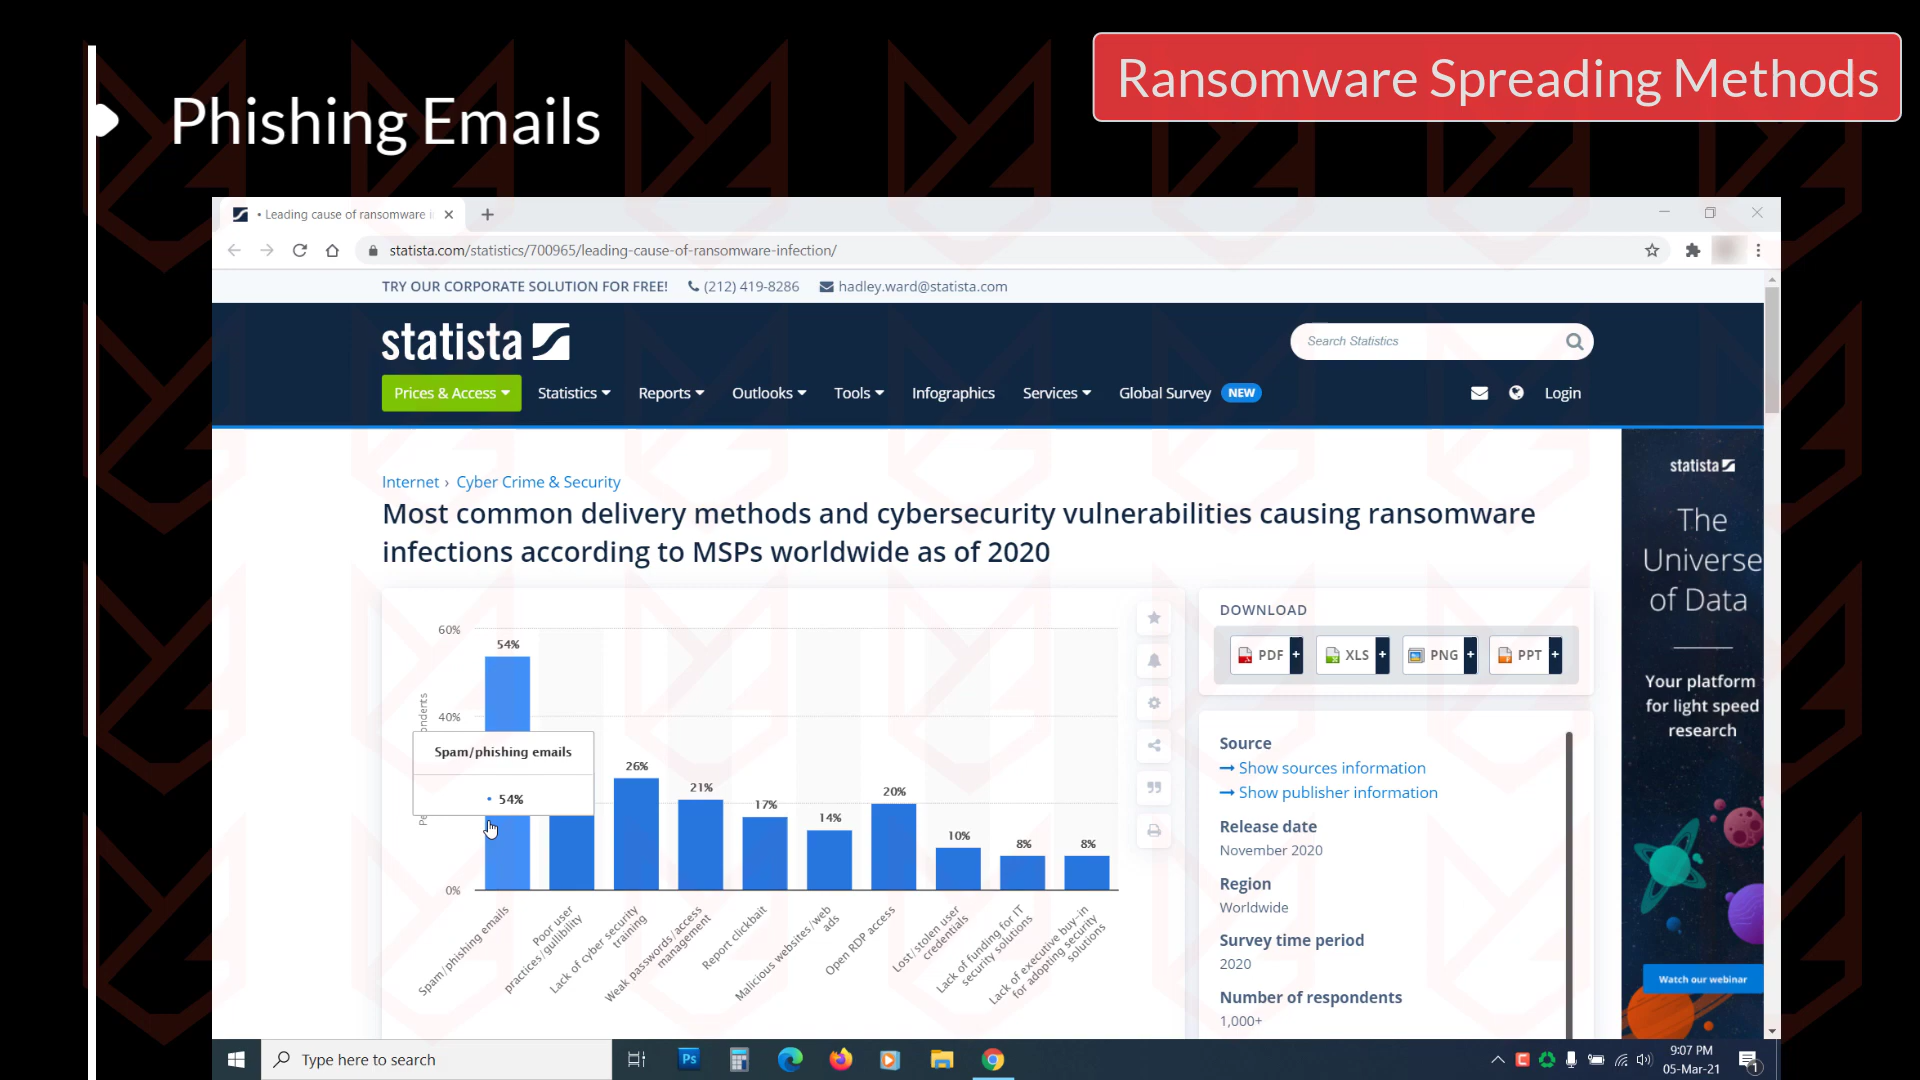 Ransomware Spreading Methods
Phishing Emails
• Leading cause of ransomware i
statista.com/statistics/700965/leading-cause-of-ransomware-infection/
TRY OUR CORPORATE SOLUTION FOR FREE! (212) 419-8286 hadley.ward@statista.com
statista
Search Statistics
Prices & Access Statistics Reports Outlooks Tools Infographics Services Global Survey NEW Login
statista
The
Universe
of Data
Your platform
for light speed
research
Watch our webinar
Internet › Cyber Crime & Security
Most common delivery methods and cybersecurity vulnerabilities causing ransomware
infections according to MSPs worldwide as of 2020
60%
40%
0%
54%
26%
21%
17%
14%
20%
10%
8%
8%
Spam/phishing emails
• 54%
Spam/phishing emails
Poor user
practices/gullibility
Lack of cyber security
training
Weak passwords/access
management
Report clickbait
Malicious websites/web
ads
Open RDP access
Lost/stolen user
credentials
Lack of funding for IT
security solutions
Lack of executive buy-in
for adopting security
solutions
DOWNLOAD
PDF + XLS + PNG + PPT +
Source
Show sources information
Show publisher information
Release date
November 2020
Region
Worldwide
Survey time period
2020
Number of respondents
1,000+
Type here to search
Ps
9:07 PM
05-Mar-21
1